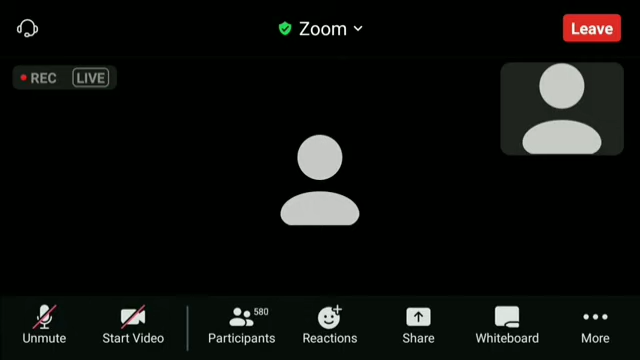 Zoom
Leave
REC LIVE
580
Unmute
Start Video
Participants
Reactions
Share
Whiteboard
More